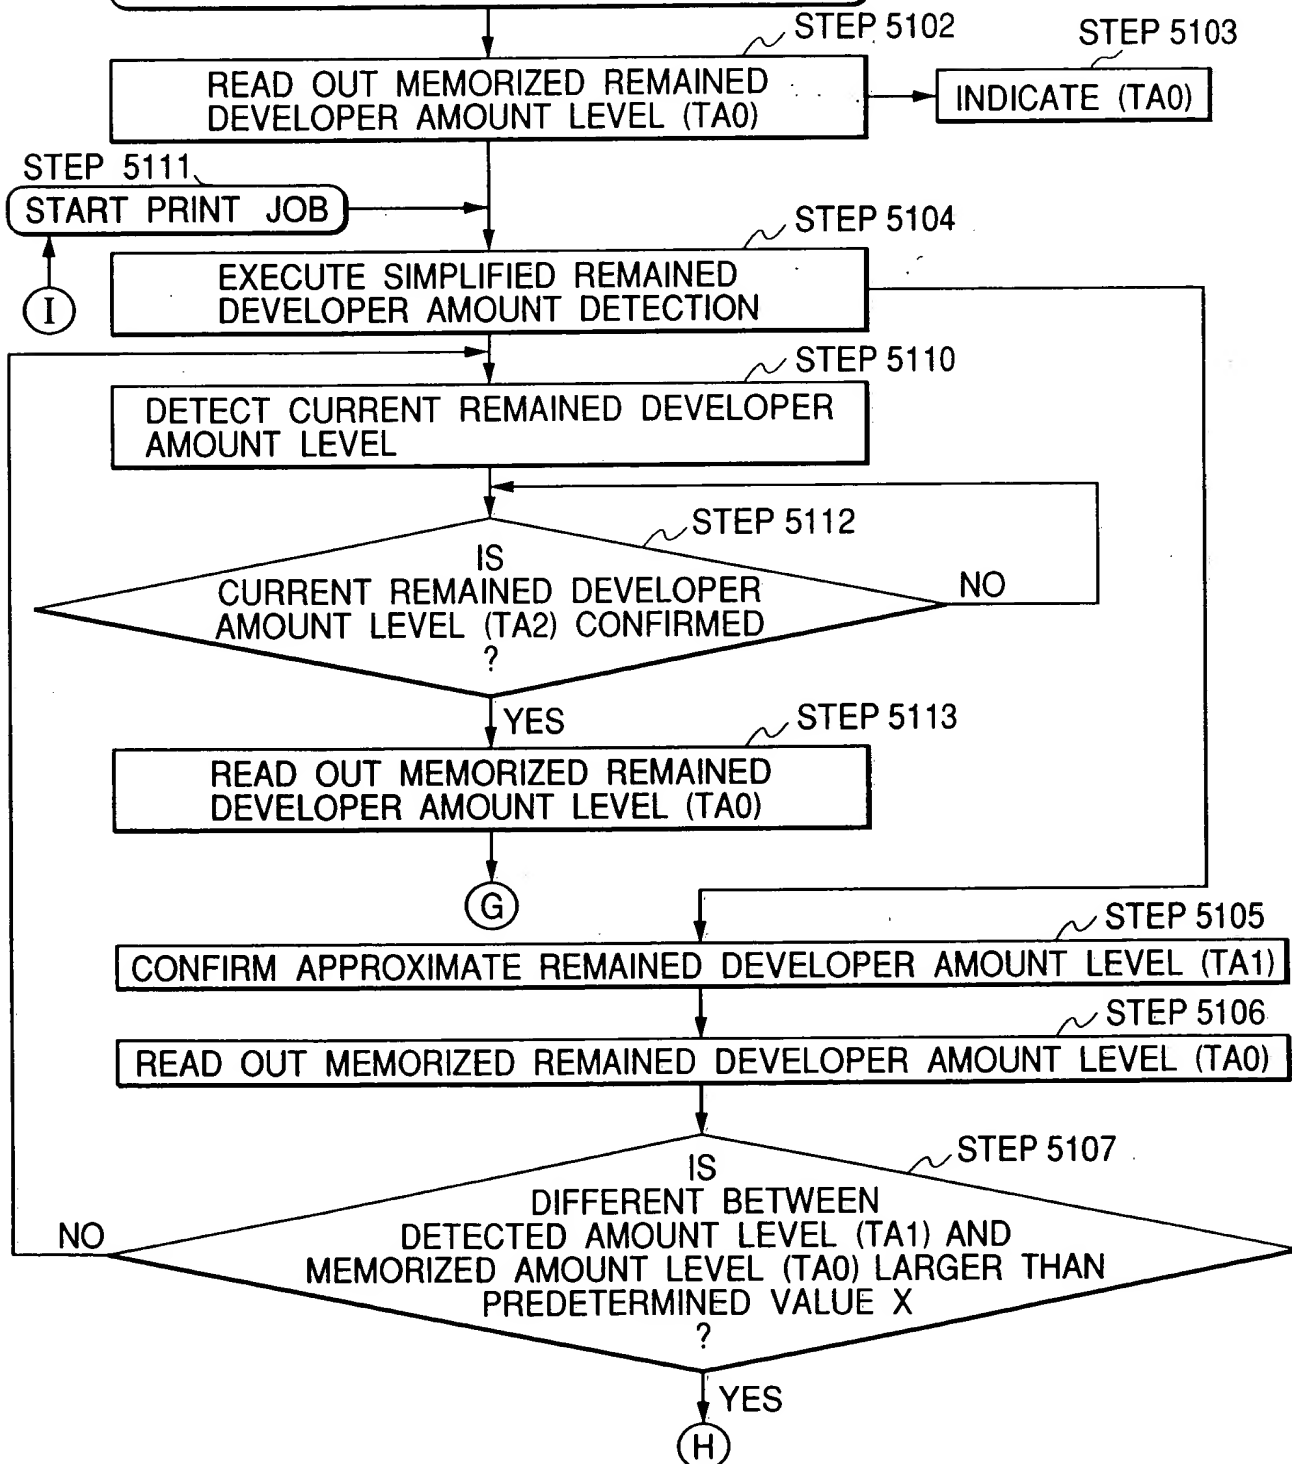 STEP 5102
STEP 5103
READ OUT MEMORIZED REMAINED
DEVELOPER AMOUNT LEVEL (TA0)
INDICATE (TA0)
STEP 5111
START PRINT JOB
STEP 5104
EXECUTE SIMPLIFIED REMAINED
DEVELOPER AMOUNT DETECTION
I
STEP 5110
DETECT CURRENT REMAINED DEVELOPER
AMOUNT LEVEL
STEP 5112
IS
CURRENT REMAINED DEVELOPER
AMOUNT LEVEL (TA2) CONFIRMED
?
NO
YES
STEP 5113
READ OUT MEMORIZED REMAINED
DEVELOPER AMOUNT LEVEL (TA0)
G
STEP 5105
CONFIRM APPROXIMATE REMAINED DEVELOPER AMOUNT LEVEL (TA1)
STEP 5106
READ OUT MEMORIZED REMAINED DEVELOPER AMOUNT LEVEL (TA0)
STEP 5107
IS
DIFFERENT BETWEEN
DETECTED AMOUNT LEVEL (TA1) AND
MEMORIZED AMOUNT LEVEL (TA0) LARGER THAN
PREDETERMINED VALUE X
?
NO
YES
H